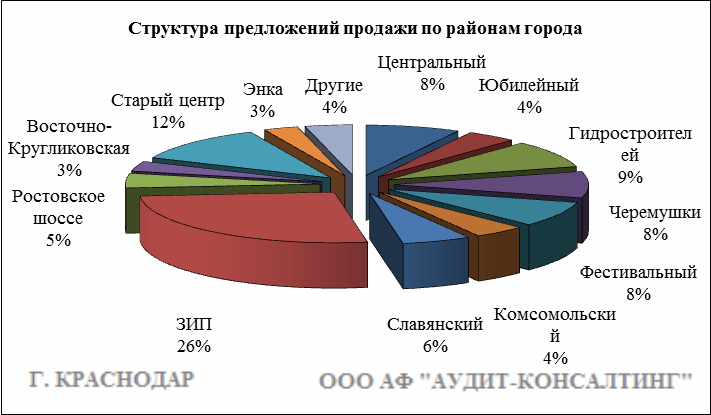 Структура предложений продажи по районам города
Центральный
8%
Юбилейный
4%
Гидростроител
ей
9%
Черемушки
8%
Фестивальный
8%
Комсомольски
й
4%
Славянский
6%
ЗИП
26%
Ростовское
шоссе
5%
Восточно-
Кругликовская
3%
Старый центр
12%
Энка
3%
Другие
4%
Г. КРАСНОДАР
ООО АФ "АУДИТ-КОНСАЛТИНГ"